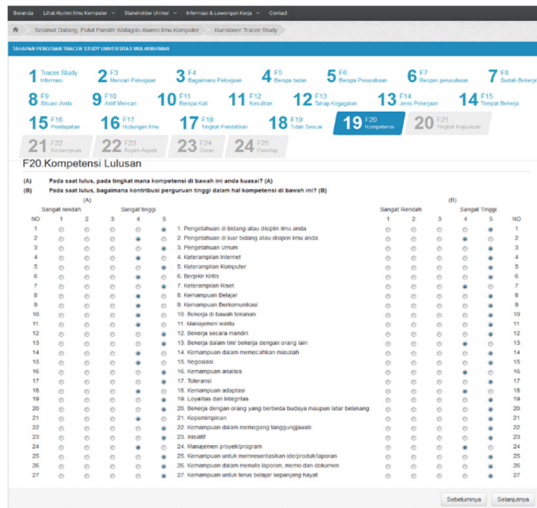 Beranda Lihat Alumni Ilmu Komputer Stakeholder Unmul Informasi & Lowongan Kerja Contact
Selamat Datang, Putut Pamilih Widagdo Alumni Ilmu Komputer Kuesioner Tracer Study
TAHAPAN PENGISIAN TRACER STUDY UNIVERSITAS MULAWARMAN
1 Tracer Study Informasi 2 F3 Mencari Pekerjaan 3 F4 Bagaimana Pekerjaan 4 F5 Berapa bulan 5 F6 Berapa Perusahaan 6 F7 Respon perusahaan 7 F8 Sudah Bekerja
8 F9 Situasi Anda 9 F10 Aktif Mencari 10 F11 Berapa Kali 11 F12 Kesulitan 12 F13 Tahap Kegagalan 13 F14 Jenis Pekerjaan 14 F15 Tempat Bekerja
15 F16 Pendapatan 16 F17 Hubungan Ilmu 17 F18 Tingkat Pendidikan 18 F19 Tidak Sesuai 19 F20 Kompetensi 20 F21 Tingkat Kepuasan
21 F22 Kemampuan 22 F23 Aspek-Aspek 23 F24 Saran 24 F25 Penutup
F20.Kompetensi Lulusan
(A) Pada saat lulus, pada tingkat mana kompetensi di bawah ini anda kuasai? (A)
(B) Pada saat lulus, bagaimana kontribusi perguruan tinggi dalam hal kompetensi di bawah ini? (B)
(A) (B)
Sangat rendah Sangat tinggi Sangat Rendah Sangat Tinggi
NO 1 2 3 4 5 1 2 3 4 5 NO
1 1. Pengetahuan di bidang atau disiplin ilmu anda 1
2 2. Pengetahuan di luar bidang atau disiplin ilmu anda 2
3 3. Pengetahuan Umum 3
4 4. Keterampilan Internet 4
5 5. Keterampilan Komputer 5
6 6. Berpikir Kritis 6
7 7. Keterampilan Riset 7
8 8. Kemampuan Belajar 8
9 9. Kemampuan Berkomunikasi 9
10 10. Bekerja di bawah tekanan 10
11 11. Manajemen waktu 11
12 12. Bekerja secara mandiri 12
13 13. Bekerja dalam tim/ bekerja dengan orang lain 13
14 14. Kemampuan dalam memecahkan masalah 14
15 15. Negosiasi 15
16 16. Kemampuan analisis 16
17 17. Toleransi 17
18 18. Kemampuan adaptasi 18
19 19. Loyalitas dan Integritas 19
20 20. Bekerja dengan orang yang berbeda budaya maupun latar belakang 20
21 21. Kepemimpinan 21
22 22. Kemampuan dalam memegang tanggungjawab 22
23 23. Inisiatif 23
24 24. Manajemen proyek/program 24
25 25. Kemampuan untuk mempresentasikan ide/produk/laporan 25
26 26. Kemampuan dalam menulis laporan, memo dan dokumen 26
27 27. Kemampuan untuk terus belajar sepanjang hayat 27
Sebelumnya Selanjutnya